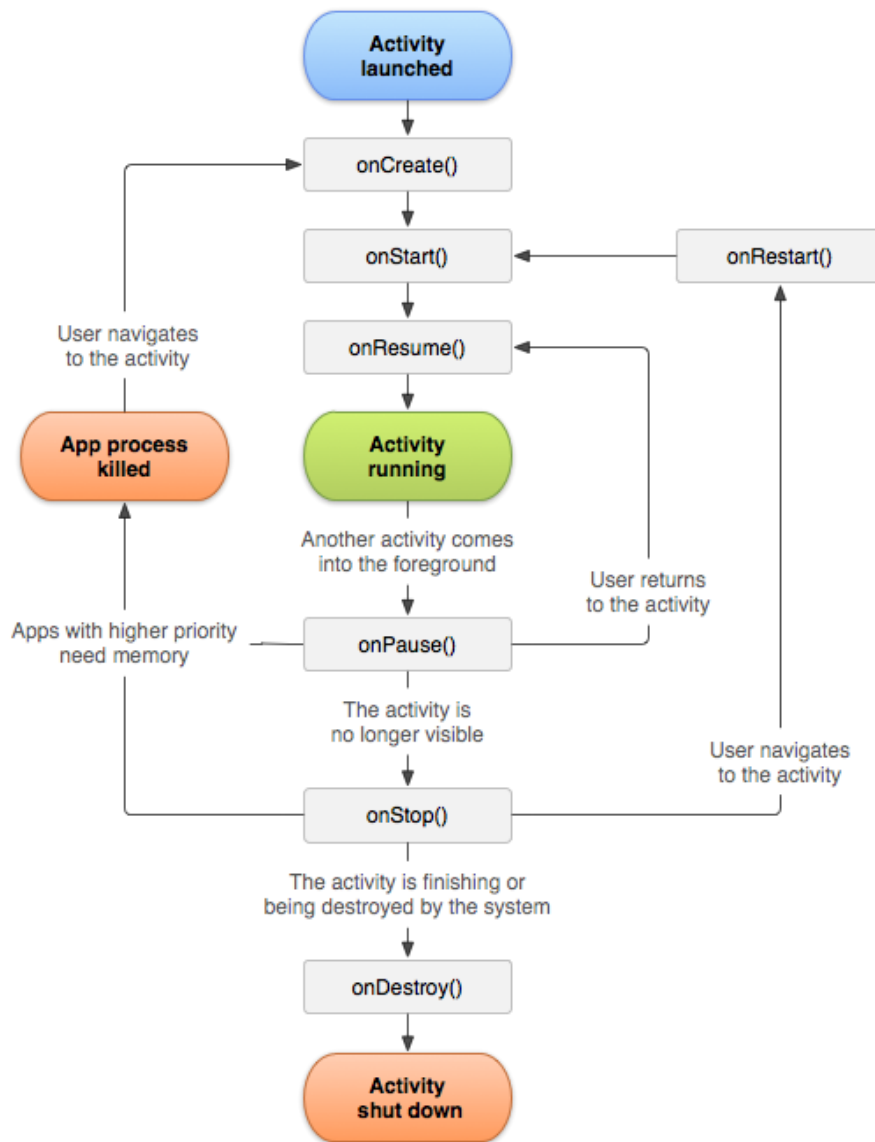 Activity
launched
onCreate()
onStart()
onRestart()
User navigates
to the activity
onResume()
App process
killed
Activity
running
Another activity comes
into the foreground
User returns
to the activity
Apps with higher priority
need memory
onPause()
The activity is
no longer visible
User navigates
to the activity
onStop()
The activity is finishing or
being destroyed by the system
onDestroy()
Activity
shut down